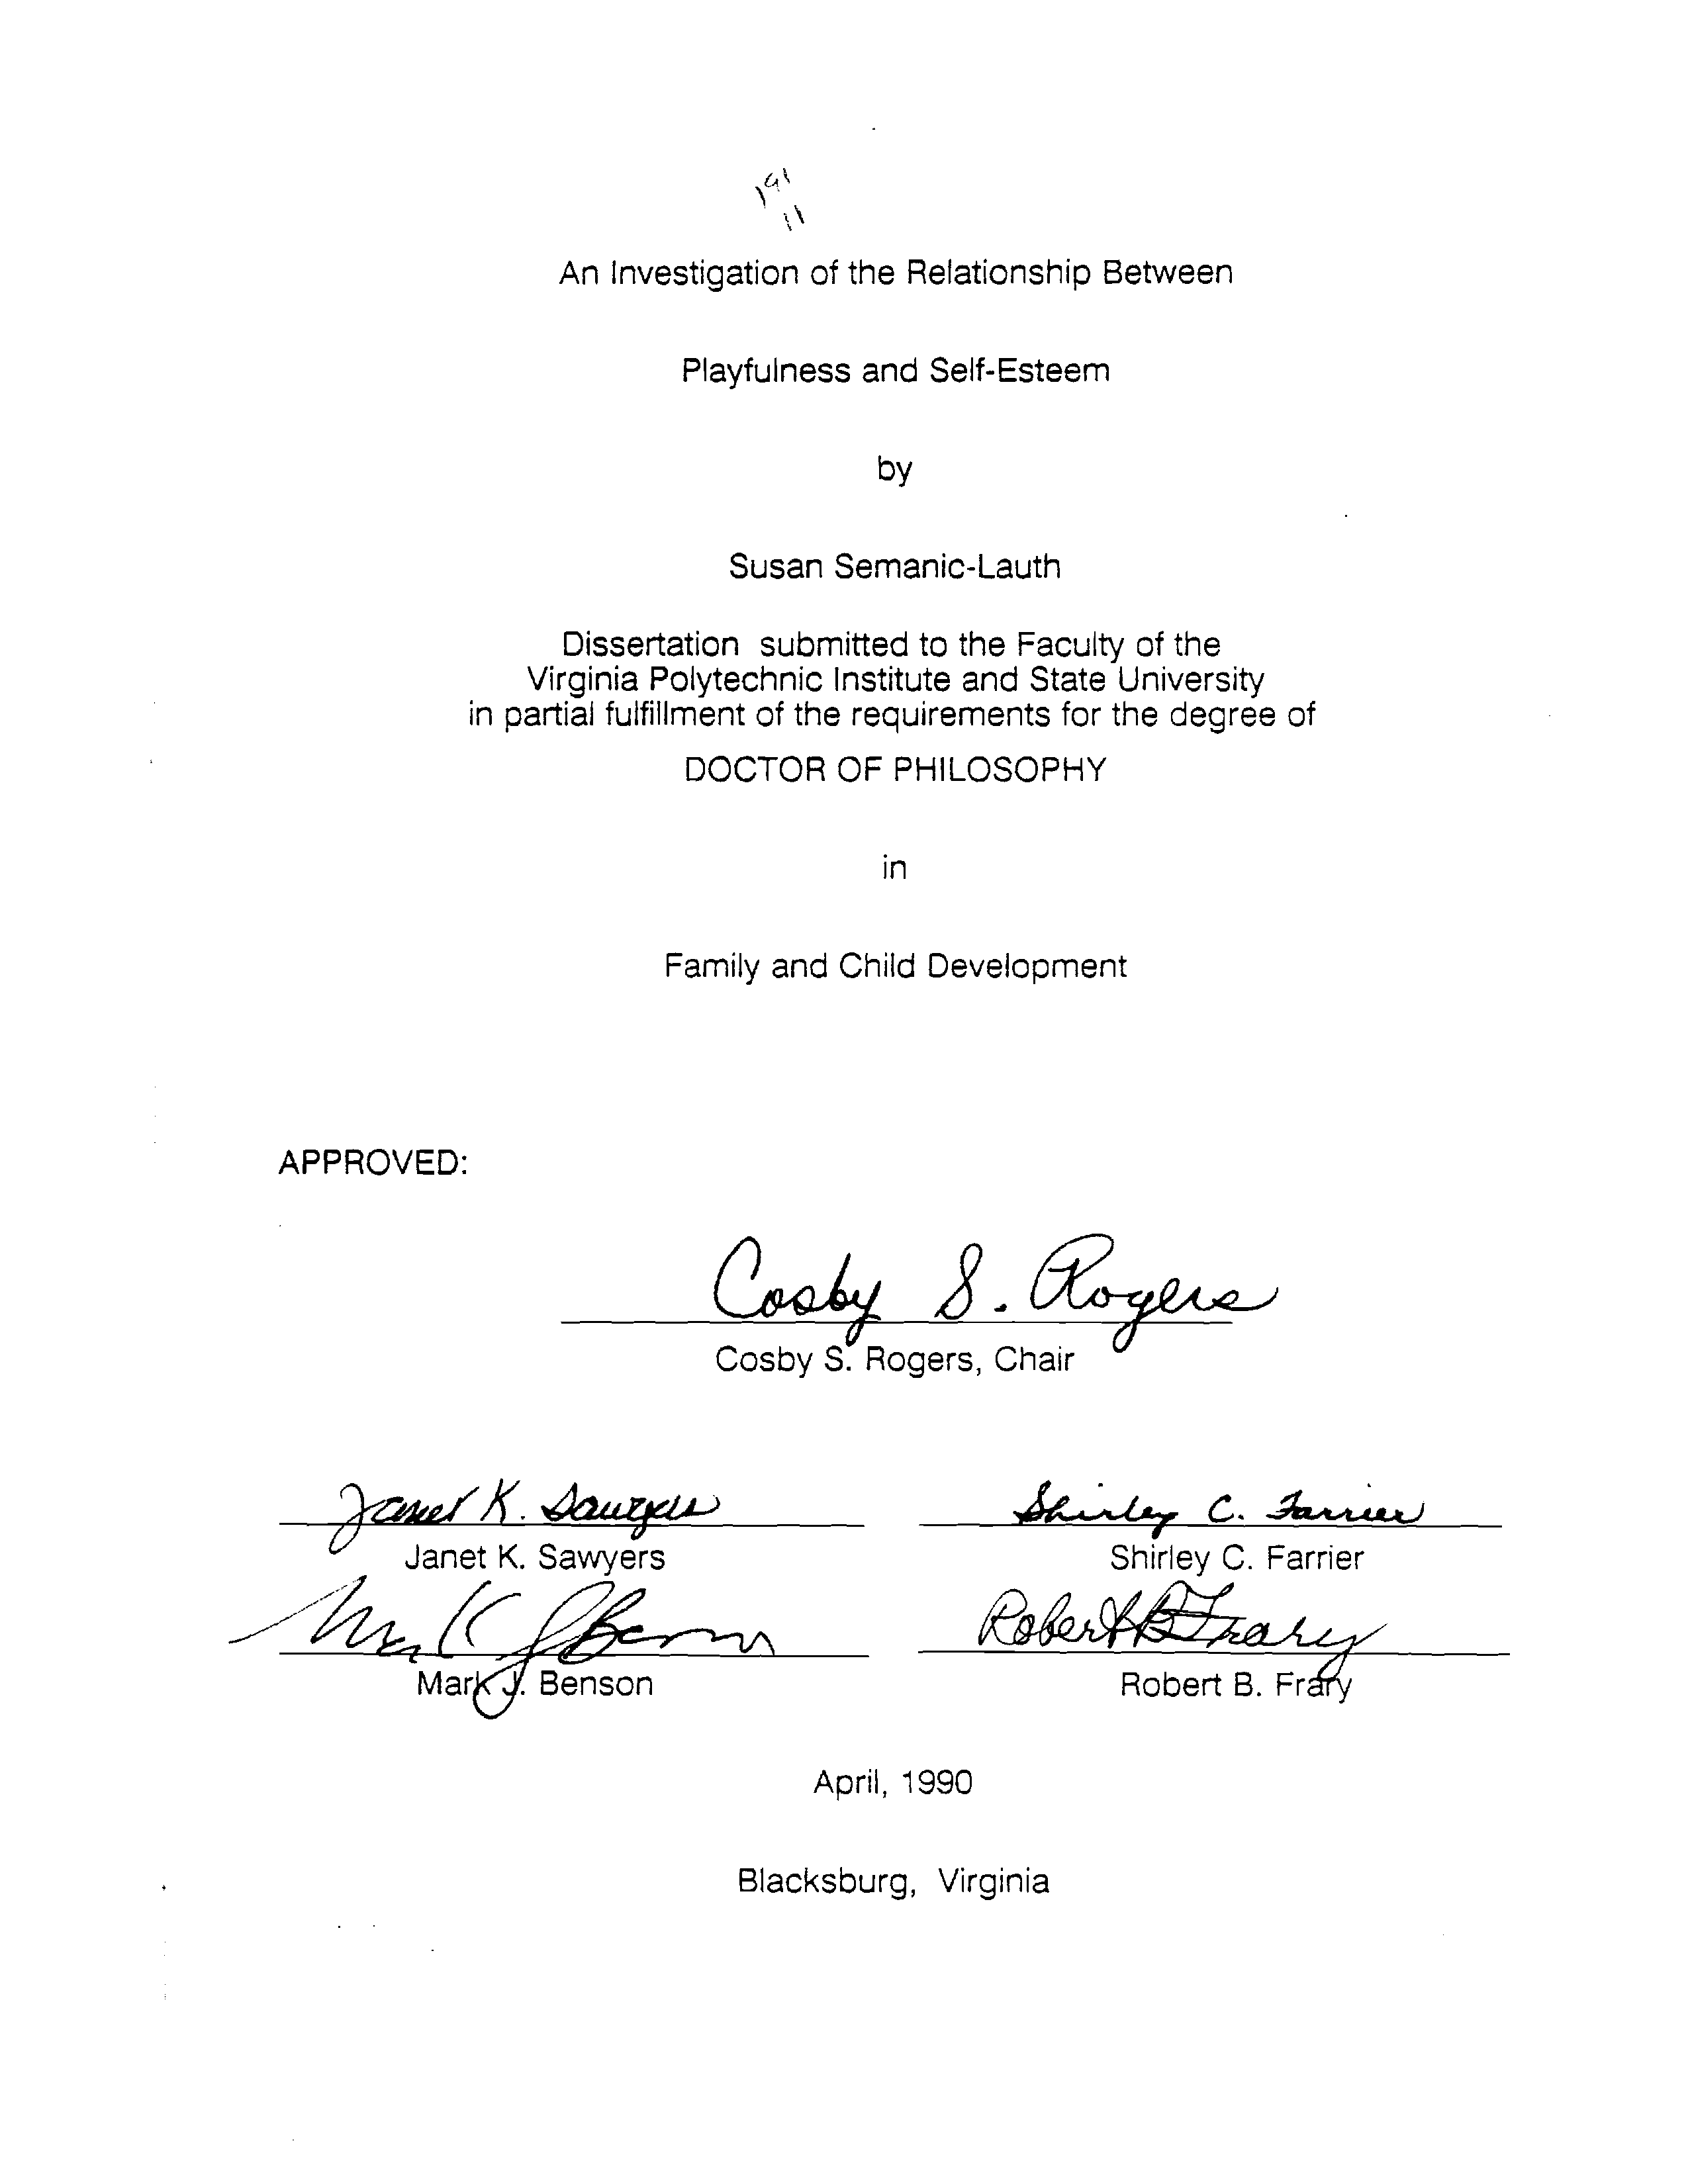 An Investigation of the Relationship Between
Playfulness and Self-Esteem
by
Susan Semanic-Lauth
Dissertation submitted to the Faculty of the
Virginia Polytechnic Institute and State University
in partial fulfillment of the requirements for the degree of
DOCTOR OF PHILOSOPHY
in
Family and Child Development
APPROVED:
Cosby S. Rogers
Cosby S. Rogers, Chair
Janet K. Sawyers Shirley C. Farrier
Janet K. Sawyers Shirley C. Farrier
Mark J Benson Robert B Frary
Mark J. Benson Robert B. Frary
April, 1990
Blacksburg, Virginia